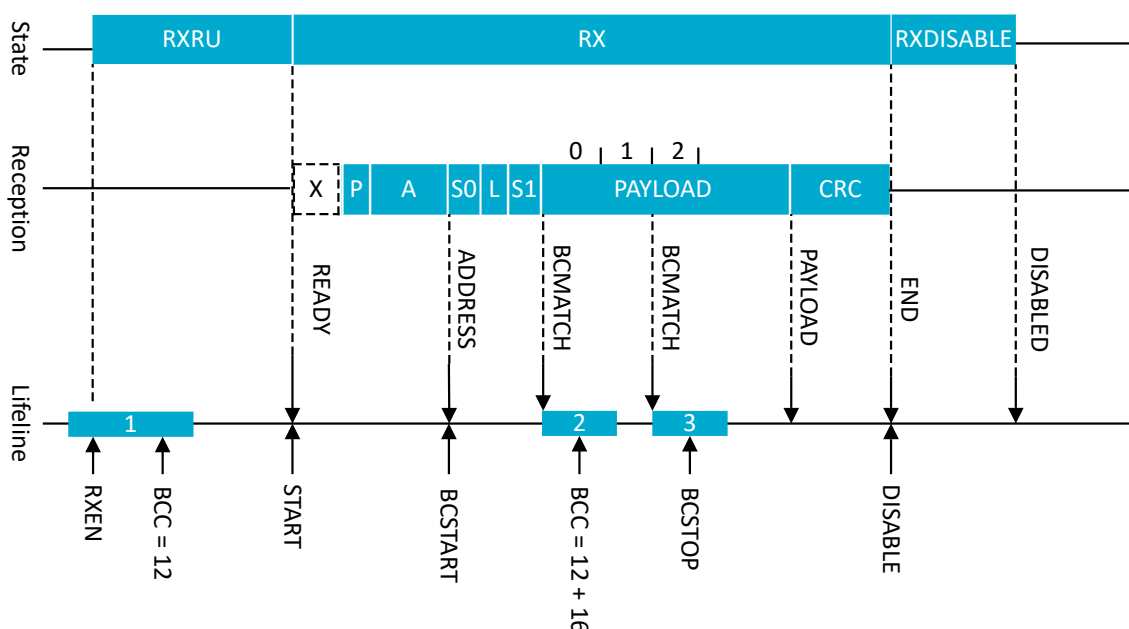 State
RXRU
RX
RXDISABLE
Reception
0
1
2
X
P
A
S0
L
S1
PAYLOAD
CRC
READY
ADDRESS
BCMATCH
BCMATCH
PAYLOAD
END
DISABLED
Lifeline
1
2
3
RXEN
BCC = 12
START
BCSTART
BCC = 12 + 16
BCSTOP
DISABLE